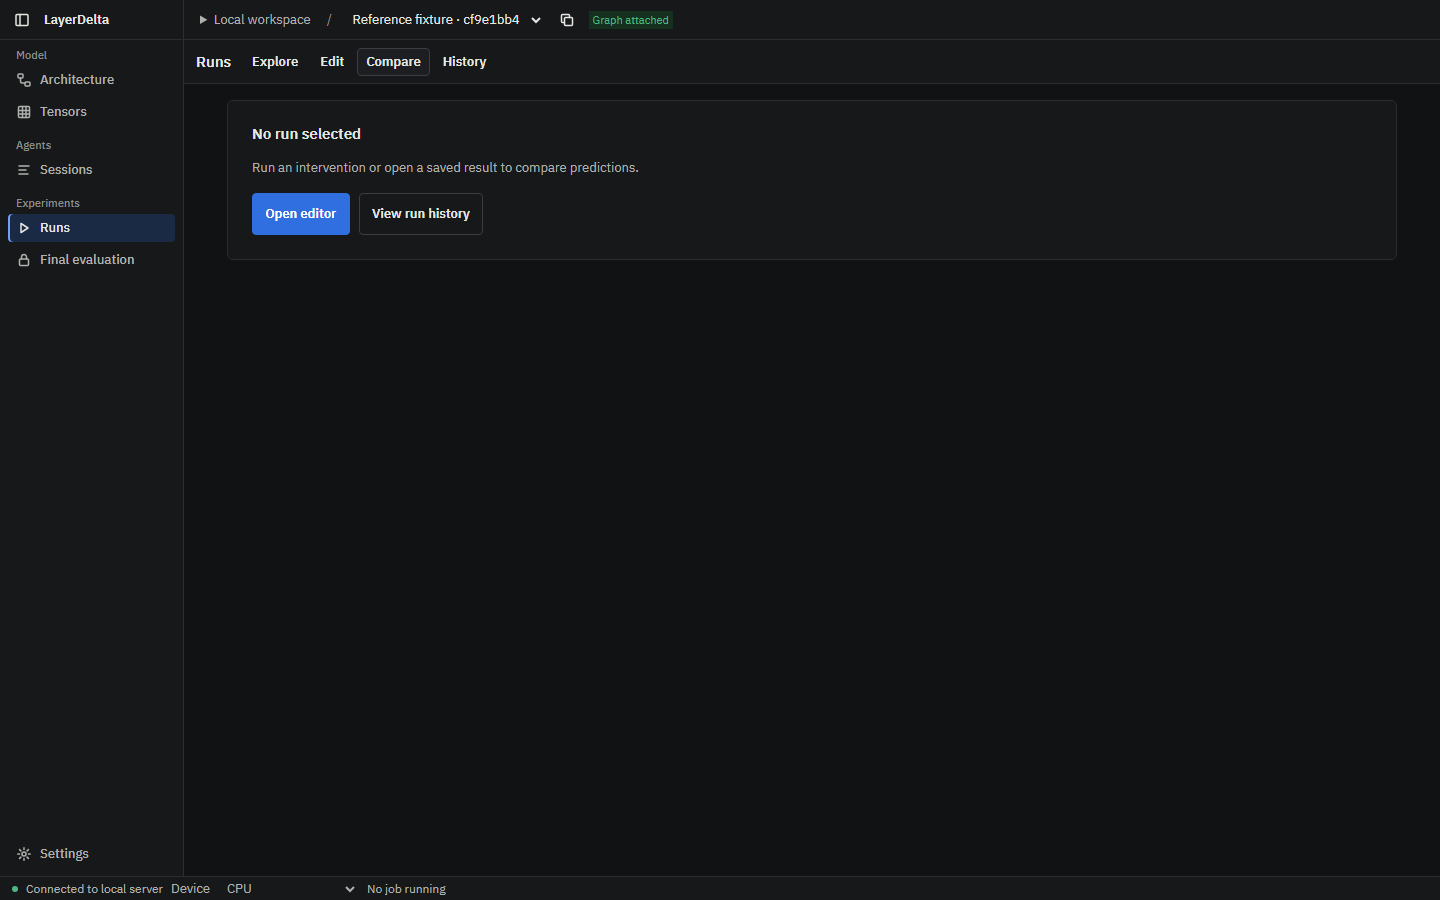 LayerDelta
Local workspace / Reference fixture · cf9e1bb4
Graph attached
Model
Architecture
Tensors
Agents
Sessions
Experiments
Runs
Final evaluation
Settings
Runs Explore Edit Compare History
No run selected
Run an intervention or open a saved result to compare predictions.
Open editor View run history
Connected to local server Device CPU No job running